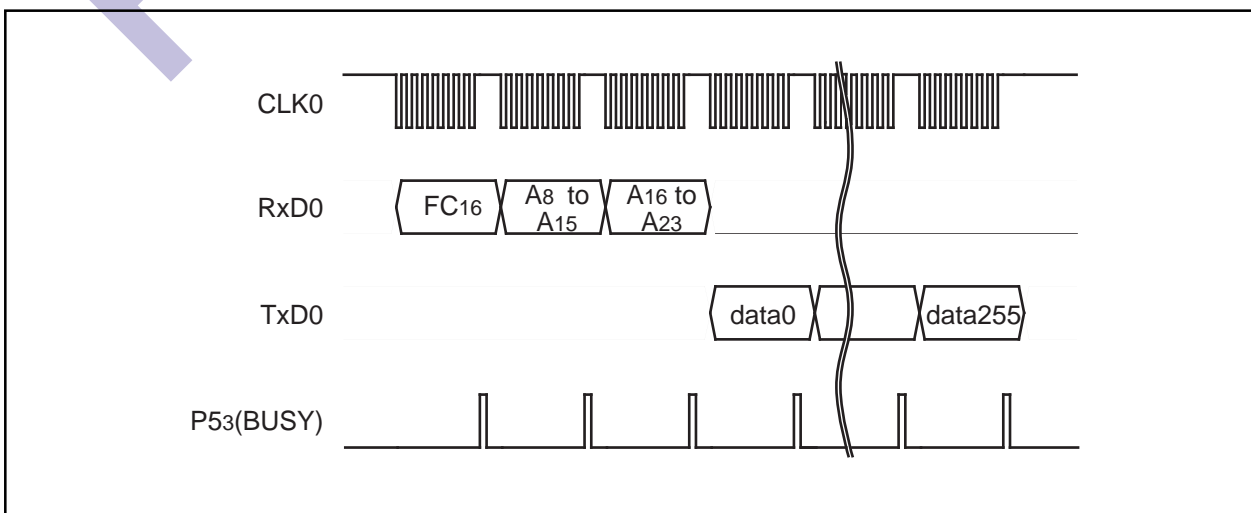 CLK0
RxD0
FC16
A8 to
A15
A16 to
A23
TxD0
data0
data255
P53(BUSY)